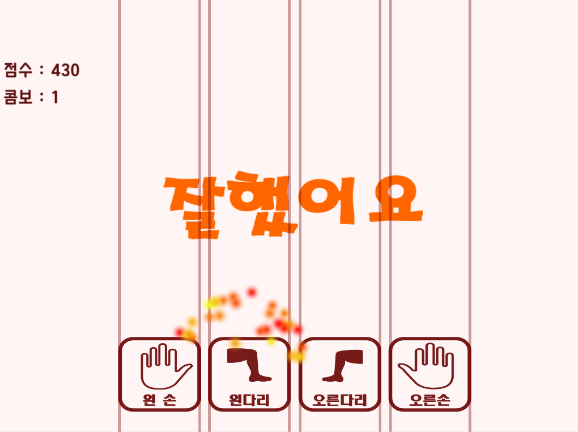 점수 : 430
콤보 : 1
잘했어요
왼 손
왼다리
오른다리
오른손